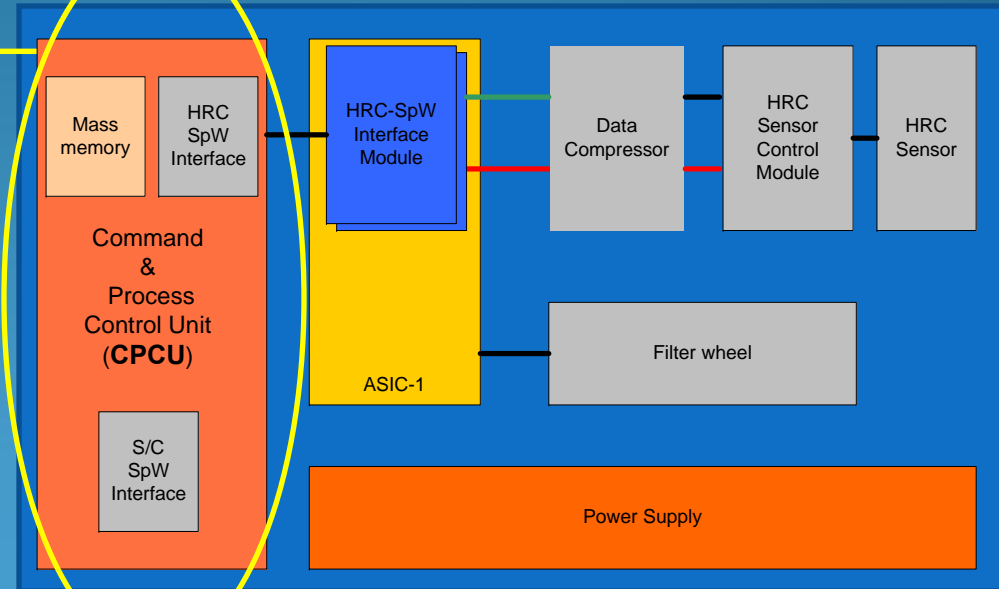 Mass
memory
HRC
SpW
Interface
Command
&
Process
Control Unit
(CPCU)
S/C
SpW
Interface
HRC-SpW
Interface
Module
ASIC-1
Data
Compressor
HRC
Sensor
Control
Module
HRC
Sensor
Filter wheel
Power Supply